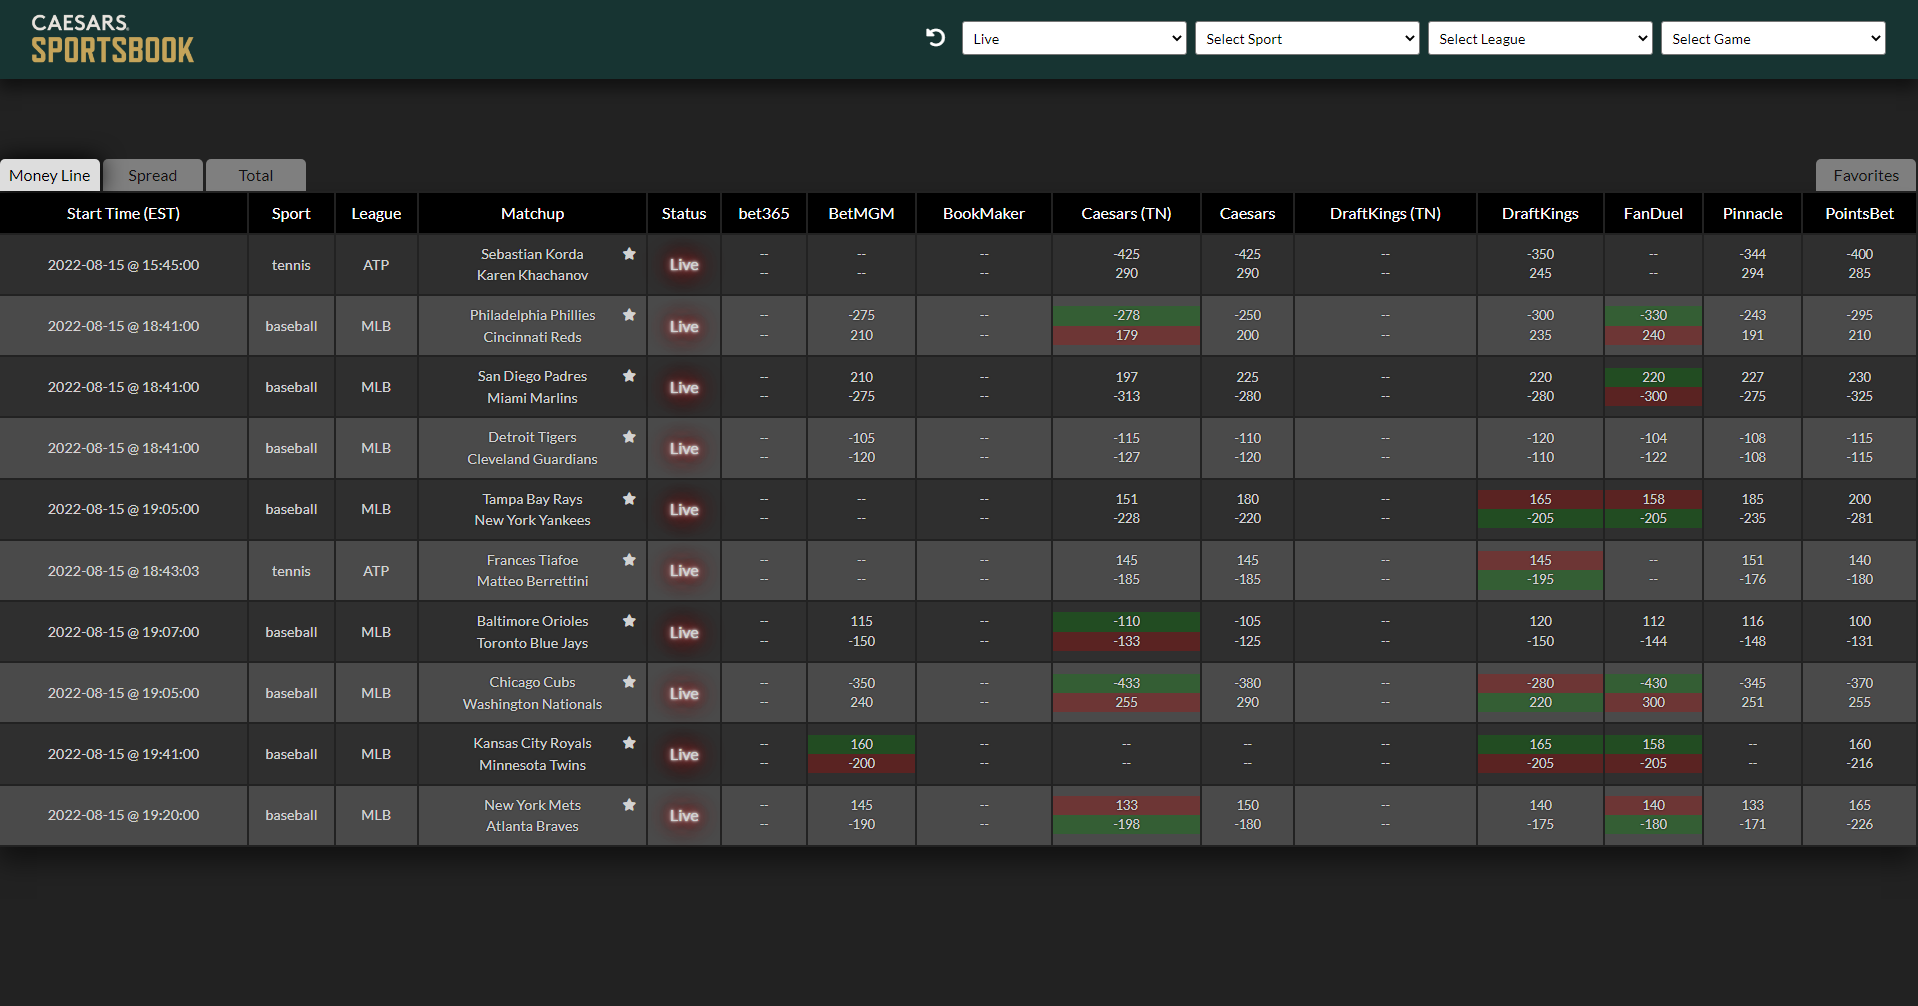 CAESARS
SPORTSBOOK
Live
Select Sport
Select League
Select Game
Money Line Spread Total Favorites
Start Time (EST) Sport League Matchup Status bet365 BetMGM BookMaker Caesars (TN) Caesars DraftKings (TN) DraftKings FanDuel Pinnacle PointsBet
2022-08-15 @ 15:45:00 tennis ATP Sebastian Korda Live -- -- -- -425 -425 -- -350 -- -344 -400
Karen Khachanov -- -- -- 290 290 -- 245 -- 294 285
2022-08-15 @ 18:41:00 baseball MLB Philadelphia Phillies Live -- -275 -- -278 -250 -- -300 -330 -243 -295
Cincinnati Reds -- 210 -- 179 200 -- 235 240 191 210
2022-08-15 @ 18:41:00 baseball MLB San Diego Padres Live -- 210 -- 197 225 -- 220 220 227 230
Miami Marlins -- -275 -- -313 -280 -- -280 -300 -275 -325
2022-08-15 @ 18:41:00 baseball MLB Detroit Tigers Live -- -105 -- -115 -110 -- -120 -104 -108 -115
Cleveland Guardians -- -120 -- -127 -120 -- -110 -122 -108 -115
2022-08-15 @ 19:05:00 baseball MLB Tampa Bay Rays Live -- -- -- 151 180 -- 165 158 185 200
New York Yankees -- -- -- -228 -220 -- -205 -205 -235 -281
2022-08-15 @ 18:43:03 tennis ATP Frances Tiafoe Live -- -- -- 145 145 -- 145 -- 151 140
Matteo Berrettini -- -- -- -185 -185 -- -195 -- -176 -180
2022-08-15 @ 19:07:00 baseball MLB Baltimore Orioles Live -- 115 -- -110 -105 -- 120 112 116 100
Toronto Blue Jays -- -150 -- -133 -125 -- -150 -144 -148 -131
2022-08-15 @ 19:05:00 baseball MLB Chicago Cubs Live -- -350 -- -433 -380 -- -280 -430 -345 -370
Washington Nationals -- 240 -- 255 290 -- 220 300 251 255
2022-08-15 @ 19:41:00 baseball MLB Kansas City Royals Live -- 160 -- -- -- -- 165 158 -- 160
Minnesota Twins -- -200 -- -- -- -- -205 -205 -- -216
2022-08-15 @ 19:20:00 baseball MLB New York Mets Live -- 145 -- 133 150 -- 140 140 133 165
Atlanta Braves -- -190 -- -198 -180 -- -175 -180 -171 -226